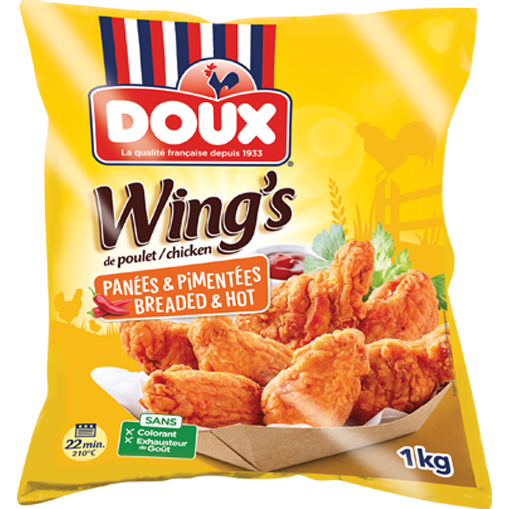 DOUX
La qualité française depuis 1933
®
Wing's
de poulet/chicken
PANÉES & PiMENTÉES
BREADED & HOT
SANS
Colorant
Exhausteur
de Goût
22 min.
210°C
1kg